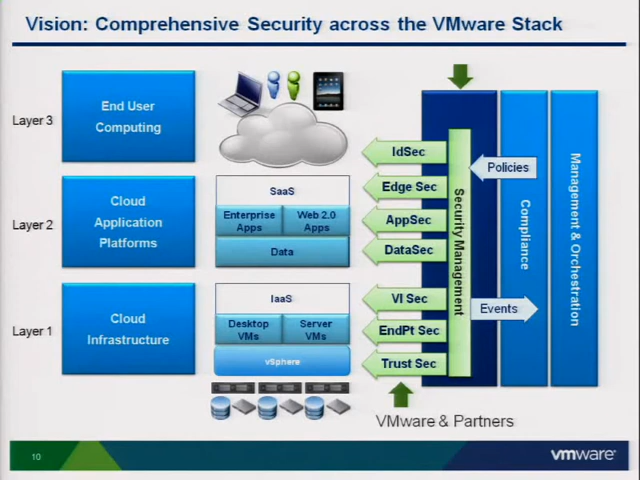 Vision: Comprehensive Security across the VMware Stack
Layer 3
End User
Computing
Layer 2
Cloud
Application
Platforms
SaaS
Enterprise
Apps
Web 2.0
Apps
Data
Layer 1
Cloud
Infrastructure
IaaS
Desktop
VMs
Server
VMs
vSphere
IdSec
Edge Sec
AppSec
DataSec
VI Sec
EndPt Sec
Trust Sec
Security Management
Policies
Events
Compliance
Management & Orchestration
VMware & Partners
10
vmware